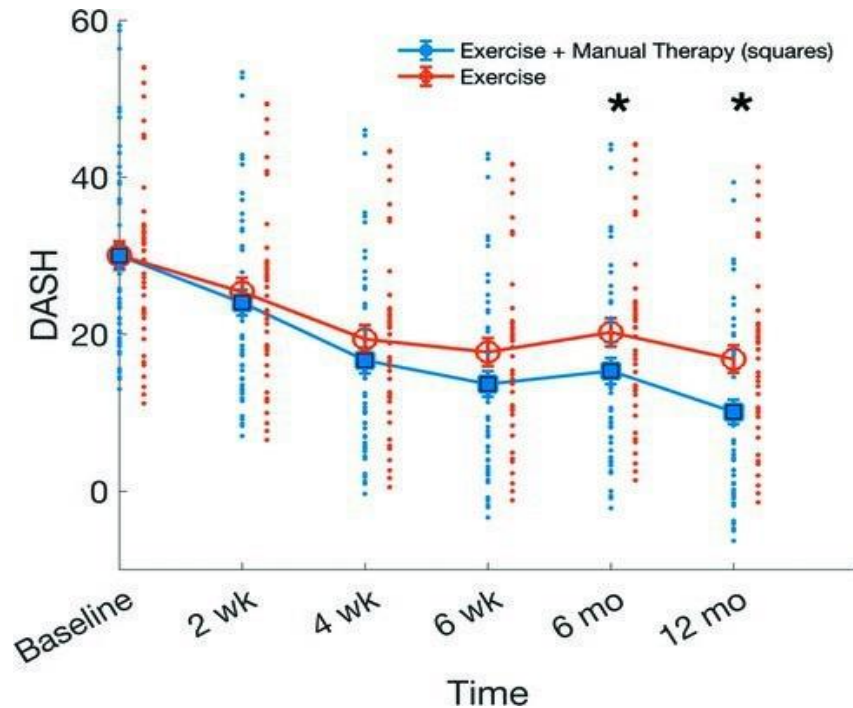 60
Exercise + Manual Therapy (squares)
Exercise
*
*
40
DASH
20
0
Baseline
2 wk
4 wk
6 wk
6 mo
12 mo
Time